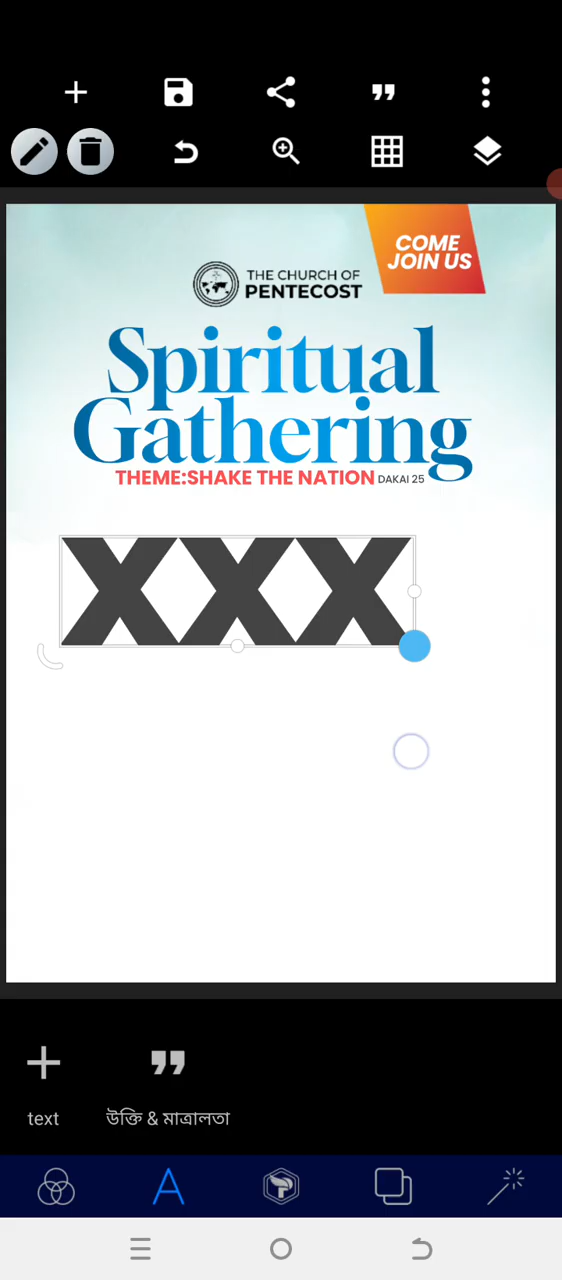 COME
JOIN US
THE CHURCH OF
PENTECOST
Spiritual
Gathering
THEME:SHAKE THE NATION DAKAI 25
XXX
text উক্তি & মাত্রালতা